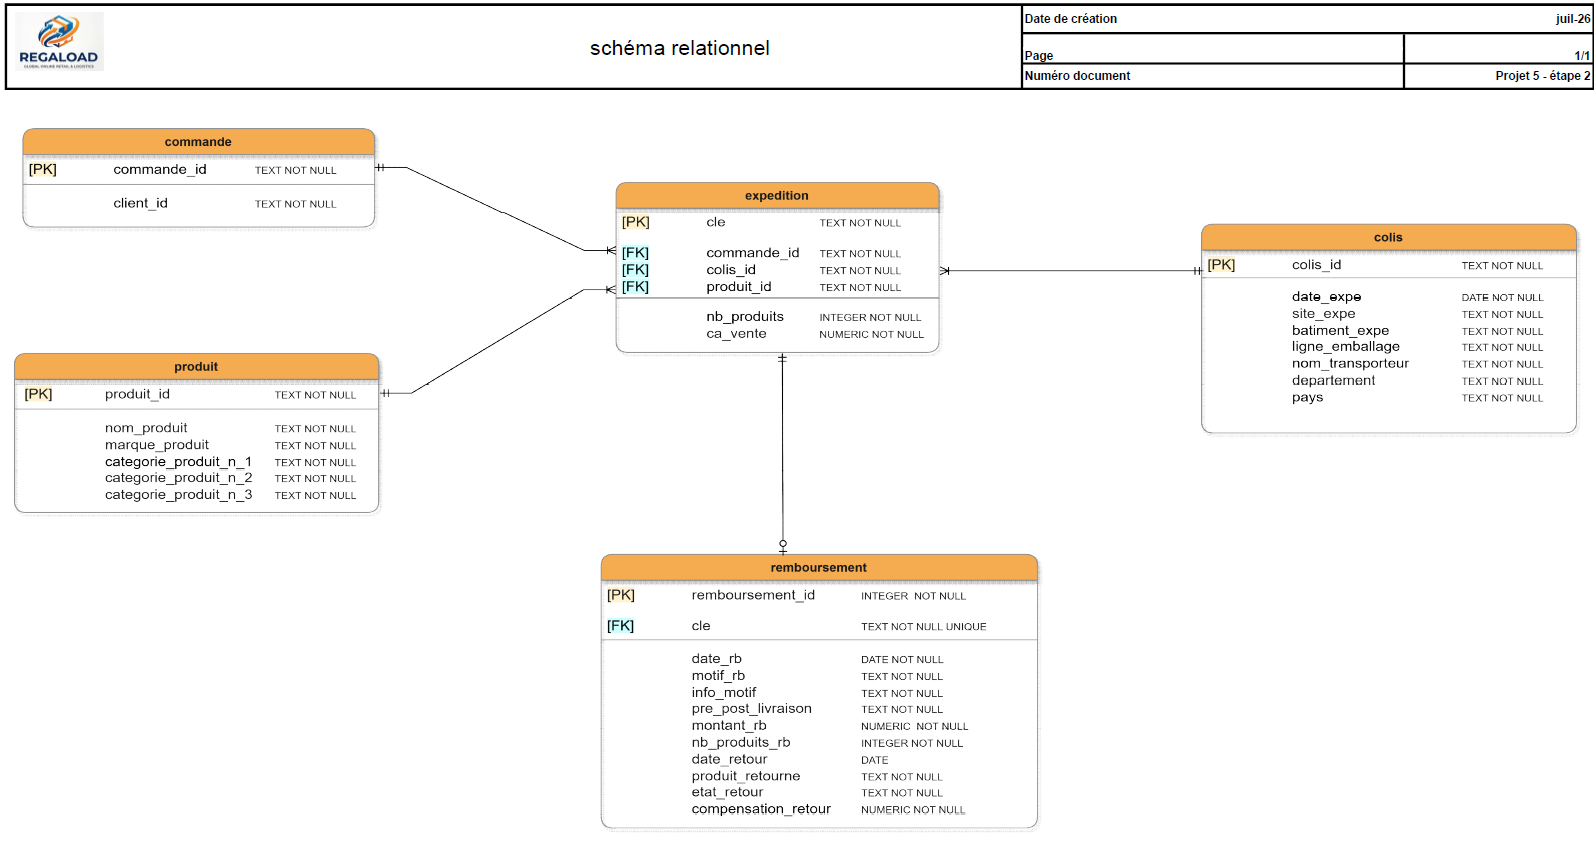 REGALOAD
GLOBAL ONLINE RETAIL & LOGISTICS
schéma relationnel
Date de création juil-26
Page 1/1
Numéro document Projet 5 - étape 2
commande
[PK] commande_id TEXT NOT NULL
client_id TEXT NOT NULL
expedition
[PK] cle TEXT NOT NULL
[FK] commande_id TEXT NOT NULL
[FK] colis_id TEXT NOT NULL
[FK] produit_id TEXT NOT NULL
nb_produits INTEGER NOT NULL
ca_vente NUMERIC NOT NULL
colis
[PK] colis_id TEXT NOT NULL
date_expe DATE NOT NULL
site_expe TEXT NOT NULL
batiment_expe TEXT NOT NULL
ligne_emballage TEXT NOT NULL
nom_transporteur TEXT NOT NULL
departement TEXT NOT NULL
pays TEXT NOT NULL
produit
[PK] produit_id TEXT NOT NULL
nom_produit TEXT NOT NULL
marque_produit TEXT NOT NULL
categorie_produit_n_1 TEXT NOT NULL
categorie_produit_n_2 TEXT NOT NULL
categorie_produit_n_3 TEXT NOT NULL
remboursement
[PK] remboursement_id INTEGER NOT NULL
[FK] cle TEXT NOT NULL UNIQUE
date_rb DATE NOT NULL
motif_rb TEXT NOT NULL
info_motif TEXT NOT NULL
pre_post_livraison TEXT NOT NULL
montant_rb NUMERIC NOT NULL
nb_produits_rb INTEGER NOT NULL
date_retour DATE
produit_retourne TEXT NOT NULL
etat_retour TEXT NOT NULL
compensation_retour NUMERIC NOT NULL